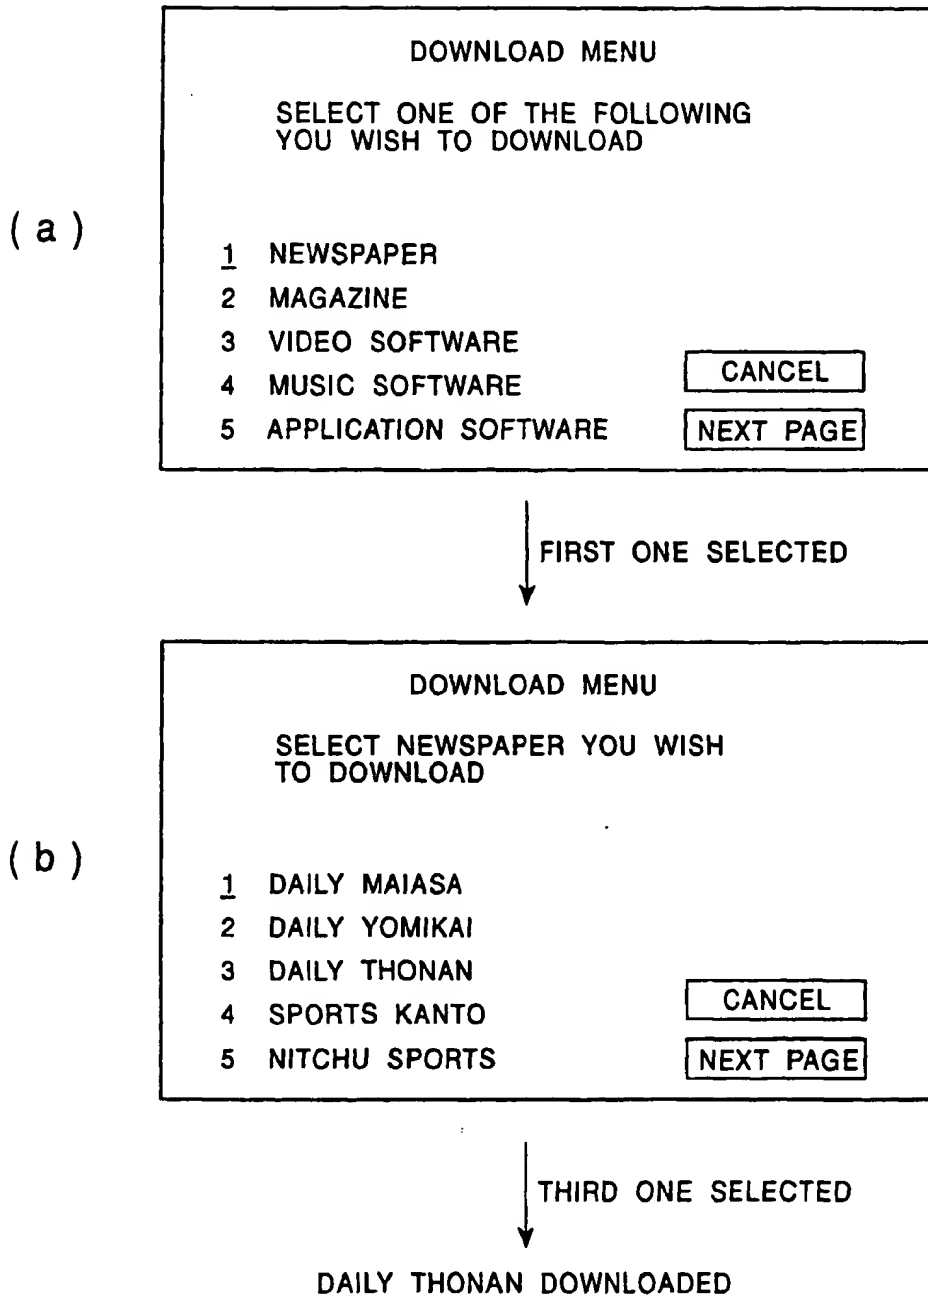 (a)
DOWNLOAD MENU
SELECT ONE OF THE FOLLOWING
YOU WISH TO DOWNLOAD
1 NEWSPAPER
2 MAGAZINE
3 VIDEO SOFTWARE
4 MUSIC SOFTWARE
5 APPLICATION SOFTWARE
CANCEL
NEXT PAGE
FIRST ONE SELECTED
(b)
DOWNLOAD MENU
SELECT NEWSPAPER YOU WISH
TO DOWNLOAD
1 DAILY MAIASA
2 DAILY YOMIKAI
3 DAILY THONAN
4 SPORTS KANTO
5 NITCHU SPORTS
CANCEL
NEXT PAGE
THIRD ONE SELECTED
DAILY THONAN DOWNLOADED